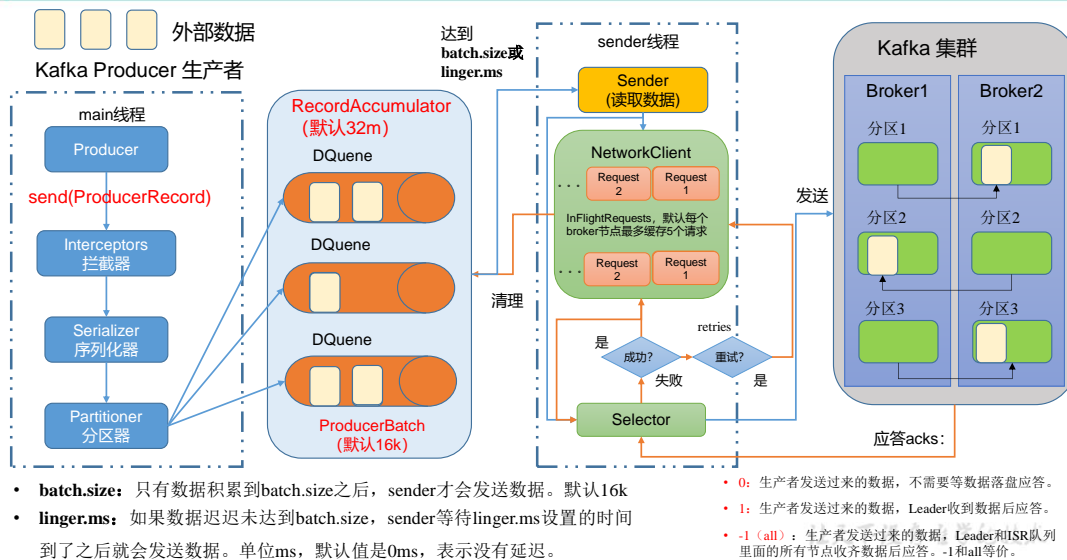 外部数据
Kafka Producer 生产者
main线程
Producer
send(ProducerRecord)
Interceptors
拦截器
Serializer
序列化器
Partitioner
分区器
RecordAccumulator
(默认32m)
DQuene
DQuene
DQuene
ProducerBatch
(默认16k)
达到
batch.size或
linger.ms
清理
sender线程
Sender
(读取数据)
NetworkClient
...
Request
2
Request
1
InFlightRequests，默认每个
broker节点最多缓存5个请求
...
Request
2
Request
1
是
成功?
失败
retries
重试?
是
Selector
发送
应答acks：
Kafka 集群
Broker1
Broker2
分区1
分区1
分区2
分区2
分区3
分区3
• batch.size：只有数据积累到batch.size之后，sender才会发送数据。默认16k
• linger.ms：如果数据迟迟未达到batch.size，sender等待linger.ms设置的时间
到了之后就会发送数据。单位ms，默认值是0ms，表示没有延迟。
• 0：生产者发送过来的数据，不需要等数据落盘应答。
• 1：生产者发送过来的数据，Leader收到数据后应答。
• -1（all）：生产者发送过来的数据，Leader和ISR队列
里面的所有节点收齐数据后应答。-1和all等价。